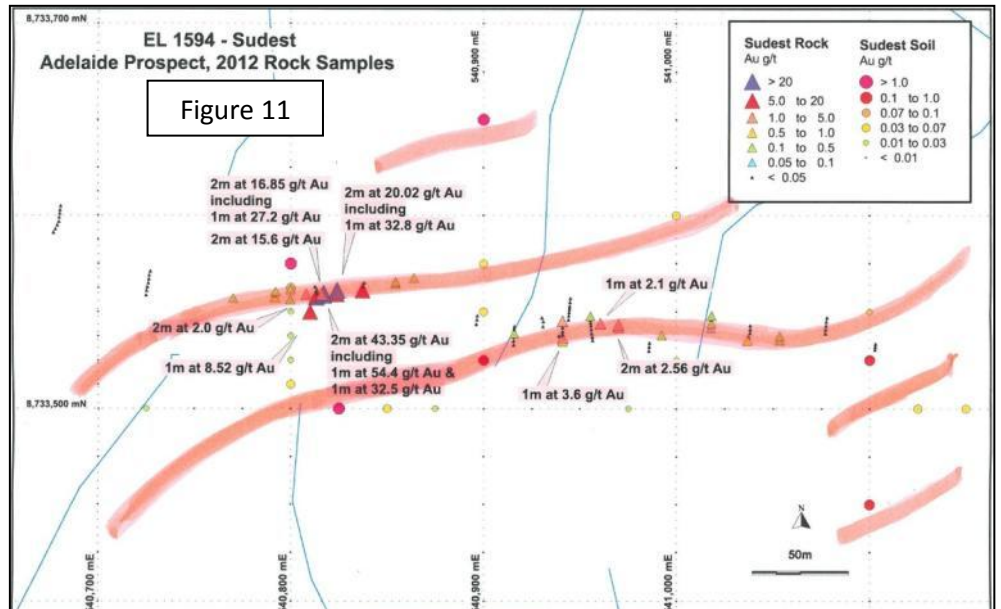 8,733,700 mN
EL 1594 - Sudest
Adelaide Prospect, 2012 Rock Samples
Figure 11
540,900 mE
541,000 mE
Sudest Rock
Au g/t
> 20
5.0 to 20
1.0 to 5.0
0.5 to 1.0
0.1 to 0.5
0.05 to 0.1
< 0.05
Sudest Soil
Au g/t
> 1.0
0.1 to 1.0
0.07 to 0.1
0.03 to 0.07
0.01 to 0.03
< 0.01
2m at 16.85 g/t Au
including
1m at 27.2 g/t Au
2m at 15.6 g/t Au
2m at 20.02 g/t Au
including
1m at 32.8 g/t Au
1m at 2.1 g/t Au
2m at 2.0 g/t Au
1m at 8.52 g/t Au
2m at 43.35 g/t Au
including
1m at 54.4 g/t Au &
1m at 32.5 g/t Au
2m at 2.56 g/t Au
1m at 3.6 g/t Au
8,733,500 mN
N
50m
40,700 mE
540,800 mE
540,900 mE
541,000 mE